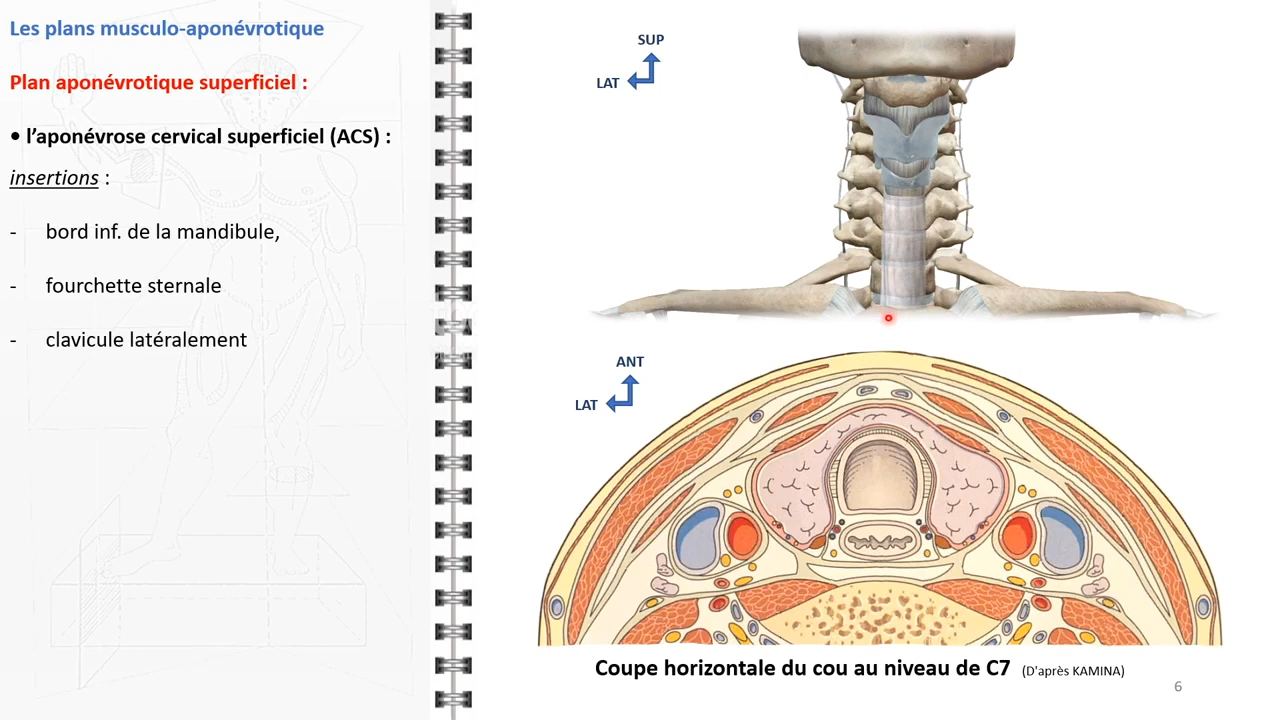 Les plans musculo-aponévrotique
Plan aponévrotique superficiel :
• l’aponévrose cervical superficiel (ACS) :
insertions :
- bord inf. de la mandibule,
- fourchette sternale
- clavicule latéralement
SUP
LAT
ANT
LAT
Coupe horizontale du cou au niveau de C7 (D'après KAMINA)
6